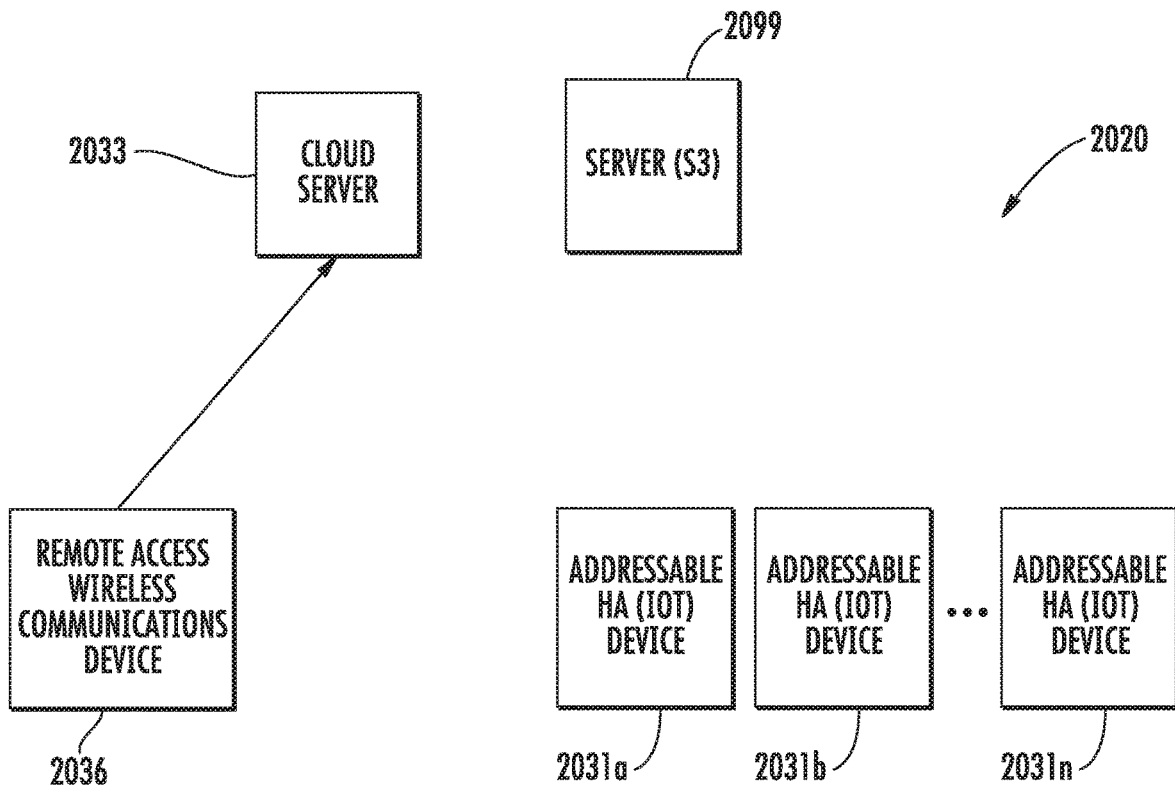 2099
2033
CLOUD
SERVER
SERVER (S3)
2020
REMOTE ACCESS
WIRELESS
COMMUNICATIONS
DEVICE
ADDRESSABLE
HA (IOT)
DEVICE
ADDRESSABLE
HA (IOT)
DEVICE
•••
ADDRESSABLE
HA (IOT)
DEVICE
2036
2031a
2031b
2031n